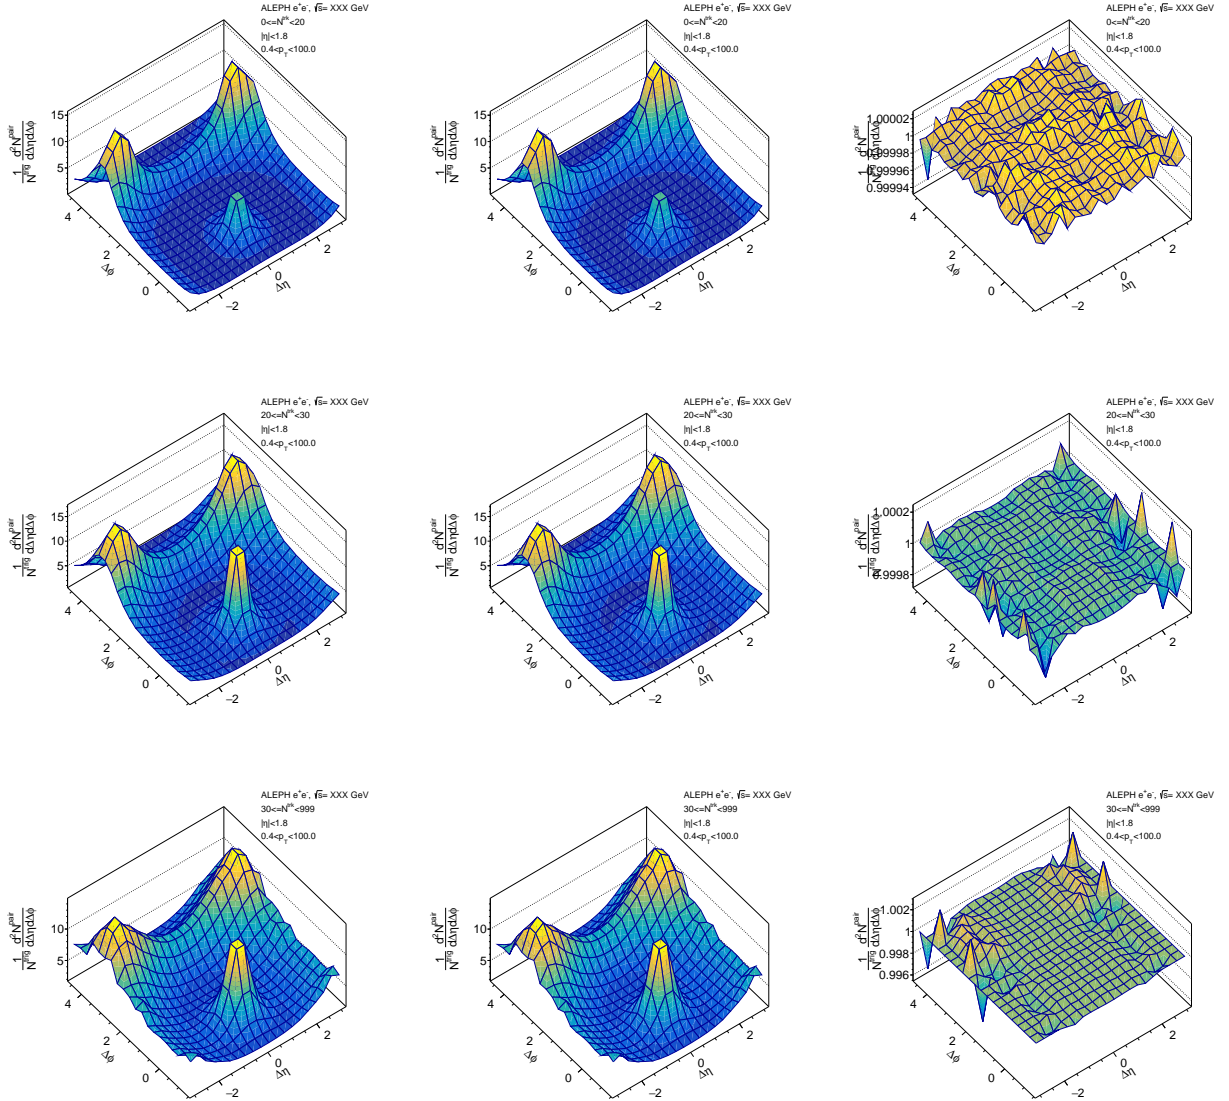 ALEPH e⁺e⁻, √s= XXX GeV
0<=N^trk<20
|η|<1.8
0.4<p_T<100.0
1/N^trig d²N^pair/dΔηdΔφ
15
10
5
4
2
0
Δφ
−2
0
2
Δη
ALEPH e⁺e⁻, √s= XXX GeV
0<=N^trk<20
|η|<1.8
0.4<p_T<100.0
1/N^trig d²N^pair/dΔηdΔφ
15
10
5
4
2
0
Δφ
−2
0
2
Δη
ALEPH e⁺e⁻, √s= XXX GeV
0<=N^trk<20
|η|<1.8
0.4<p_T<100.0
1/N^trig d²N^pair/dΔηdΔφ
1.00002
1
0.99998
0.99996
0.99994
4
2
0
Δφ
−2
0
2
Δη
ALEPH e⁺e⁻, √s= XXX GeV
20<=N^trk<30
|η|<1.8
0.4<p_T<100.0
1/N^trig d²N^pair/dΔηdΔφ
15
10
5
4
2
0
Δφ
−2
0
2
Δη
ALEPH e⁺e⁻, √s= XXX GeV
20<=N^trk<30
|η|<1.8
0.4<p_T<100.0
1/N^trig d²N^pair/dΔηdΔφ
15
10
5
4
2
0
Δφ
−2
0
2
Δη
ALEPH e⁺e⁻, √s= XXX GeV
20<=N^trk<30
|η|<1.8
0.4<p_T<100.0
1/N^trig d²N^pair/dΔηdΔφ
1.0002
1
0.9998
4
2
0
Δφ
−2
0
2
Δη
ALEPH e⁺e⁻, √s= XXX GeV
30<=N^trk<999
|η|<1.8
0.4<p_T<100.0
1/N^trig d²N^pair/dΔηdΔφ
10
5
4
2
0
Δφ
−2
0
2
Δη
ALEPH e⁺e⁻, √s= XXX GeV
30<=N^trk<999
|η|<1.8
0.4<p_T<100.0
1/N^trig d²N^pair/dΔηdΔφ
10
5
4
2
0
Δφ
−2
0
2
Δη
ALEPH e⁺e⁻, √s= XXX GeV
30<=N^trk<999
|η|<1.8
0.4<p_T<100.0
1/N^trig d²N^pair/dΔηdΔφ
1.002
1
0.998
0.996
4
2
0
Δφ
−2
0
2
Δη